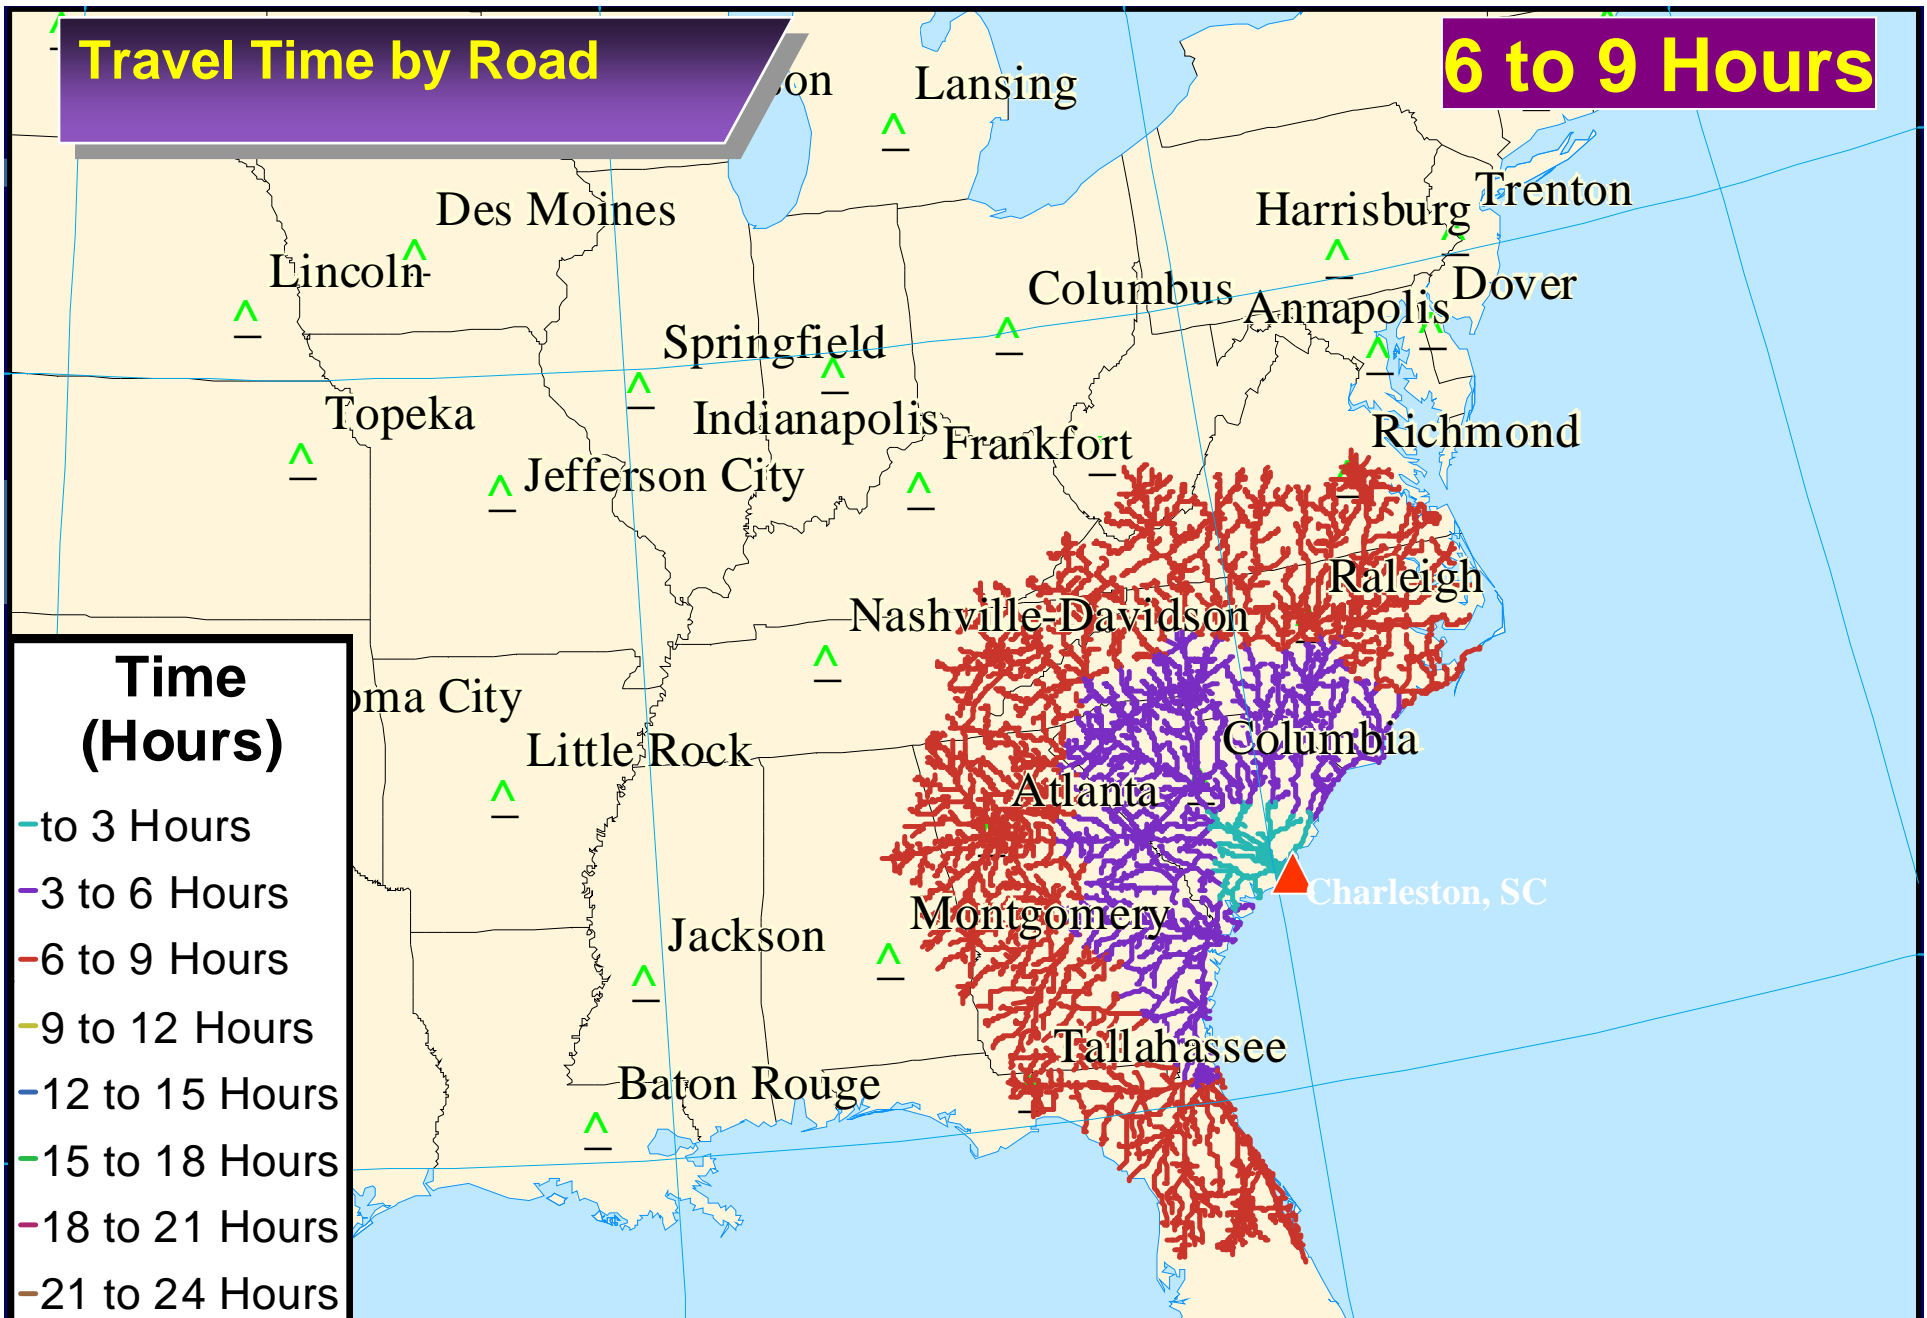 Travel Time by Road
6 to 9 Hours
son
Lansing
Des Moines
Harrisburg
Trenton
Lincoln
Columbus
Annapolis
Dover
Springfield
Topeka
Indianapolis
Frankfort
Richmond
Jefferson City
Raleigh
Nashville-Davidson
oma City
Little Rock
Columbia
Atlanta
Charleston, SC
Jackson
Montgomery
Tallahassee
Baton Rouge
Time
(Hours)
to 3 Hours
3 to 6 Hours
6 to 9 Hours
9 to 12 Hours
12 to 15 Hours
15 to 18 Hours
18 to 21 Hours
21 to 24 Hours